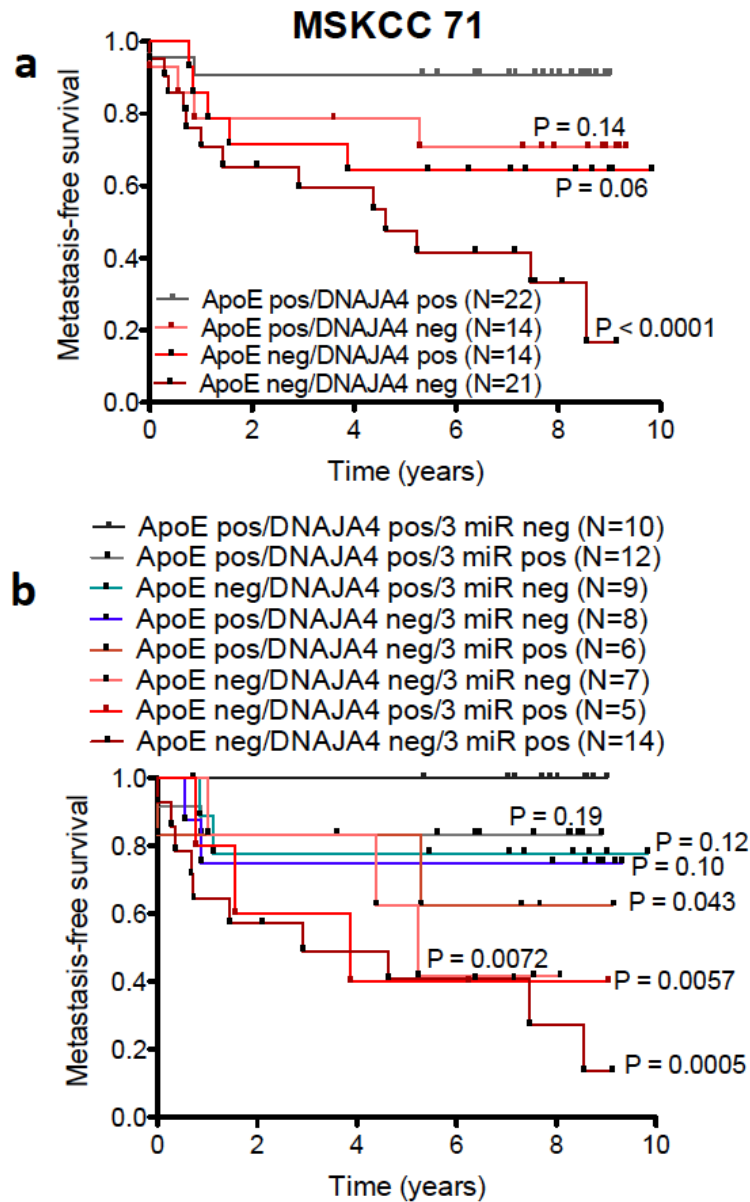 MSKCC 71
a
Metastasis-free survival
1.0
0.8
0.6
0.4
0.2
0.0
P = 0.14
P = 0.06
P < 0.0001
ApoE pos/DNAJA4 pos (N=22)
ApoE pos/DNAJA4 neg (N=14)
ApoE neg/DNAJA4 pos (N=14)
ApoE neg/DNAJA4 neg (N=21)
0 2 4 6 8 10
Time (years)
b
ApoE pos/DNAJA4 pos/3 miR neg (N=10)
ApoE pos/DNAJA4 pos/3 miR pos (N=12)
ApoE neg/DNAJA4 pos/3 miR neg (N=9)
ApoE pos/DNAJA4 neg/3 miR neg (N=8)
ApoE pos/DNAJA4 neg/3 miR pos (N=6)
ApoE neg/DNAJA4 neg/3 miR neg (N=7)
ApoE neg/DNAJA4 pos/3 miR pos (N=5)
ApoE neg/DNAJA4 neg/3 miR pos (N=14)
Metastasis-free survival
1.0
0.8
0.6
0.4
0.2
0.0
P = 0.19
P = 0.12
P = 0.10
P = 0.043
P = 0.0072
P = 0.0057
P = 0.0005
0 2 4 6 8 10
Time (years)